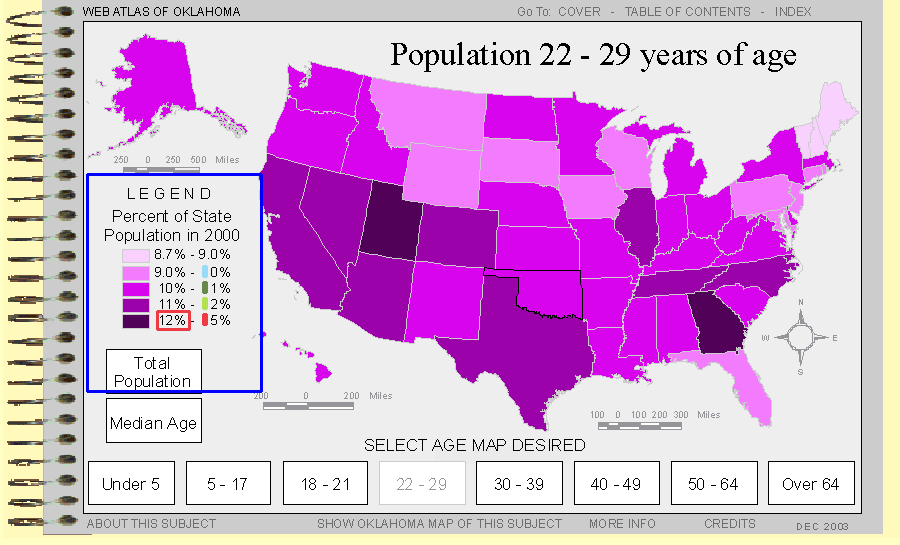 WEB ATLAS OF OKLAHOMA
Go To: COVER - TABLE OF CONTENTS - INDEX
Population 22 - 29 years of age
250 0 250 500 Miles
LEGEND
Percent of State
Population in 2000
8.7% - 9.0%
9.0% - 0%
10% - 1%
11% - 2%
12% - 5%
Total
Population
Median Age
N
W E
S
200 0 200 Miles
100 0 100 200 300 Miles
SELECT AGE MAP DESIRED
Under 5 5 - 17 18 - 21 22 - 29 30 - 39 40 - 49 50 - 64 Over 64
ABOUT THIS SUBJECT SHOW OKLAHOMA MAP OF THIS SUBJECT MORE INFO CREDITS DEC 2003